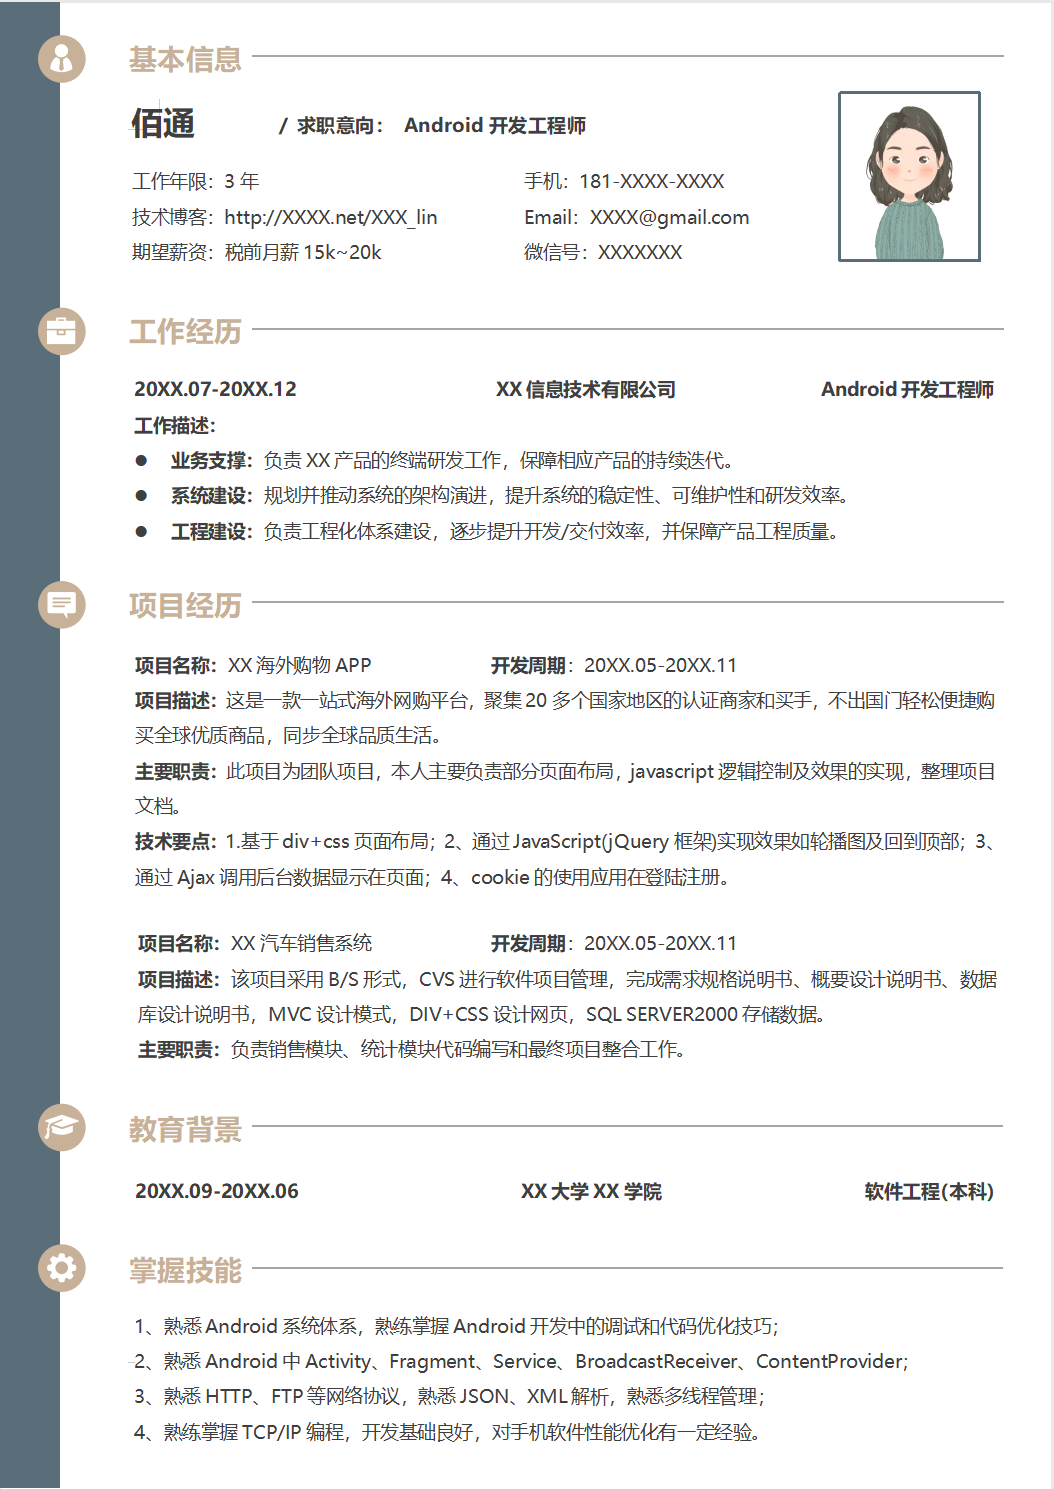 基本信息
佰通 / 求职意向： Android 开发工程师
工作年限：3 年 手机：181-XXXX-XXXX
技术博客：http://XXXX.net/XXX_lin Email：XXXX@gmail.com
期望薪资：税前月薪 15k~20k 微信号：XXXXXXX
工作经历
20XX.07-20XX.12 XX 信息技术有限公司 Android 开发工程师
工作描述：
● 业务支撑：负责 XX 产品的终端研发工作，保障相应产品的持续迭代。
● 系统建设：规划并推动系统的架构演进，提升系统的稳定性、可维护性和研发效率。
● 工程建设：负责工程化体系建设，逐步提升开发/交付效率，并保障产品工程质量。
项目经历
项目名称：XX 海外购物 APP 开发周期：20XX.05-20XX.11
项目描述：这是一款一站式海外网购平台，聚集 20 多个国家地区的认证商家和买手，不出国门轻松便捷购
买全球优质商品，同步全球品质生活。
主要职责：此项目为团队项目，本人主要负责部分页面布局，javascript 逻辑控制及效果的实现，整理项目
文档。
技术要点：1.基于 div+css 页面布局；2、通过 JavaScript(jQuery 框架)实现效果如轮播图及回到顶部；3、
通过 Ajax 调用后台数据显示在页面；4、cookie 的使用应用在登陆注册。
项目名称：XX 汽车销售系统 开发周期：20XX.05-20XX.11
项目描述：该项目采用 B/S 形式，CVS 进行软件项目管理，完成需求规格说明书、概要设计说明书、数据
库设计说明书，MVC 设计模式，DIV+CSS 设计网页，SQL SERVER2000 存储数据。
主要职责：负责销售模块、统计模块代码编写和最终项目整合工作。
教育背景
20XX.09-20XX.06 XX 大学 XX 学院 软件工程(本科)
掌握技能
1、熟悉 Android 系统体系，熟练掌握 Android 开发中的调试和代码优化技巧；
2、熟悉 Android 中 Activity、Fragment、Service、BroadcastReceiver、ContentProvider；
3、熟悉 HTTP、FTP 等网络协议，熟悉 JSON、XML 解析，熟悉多线程管理；
4、熟练掌握 TCP/IP 编程，开发基础良好，对手机软件性能优化有一定经验。